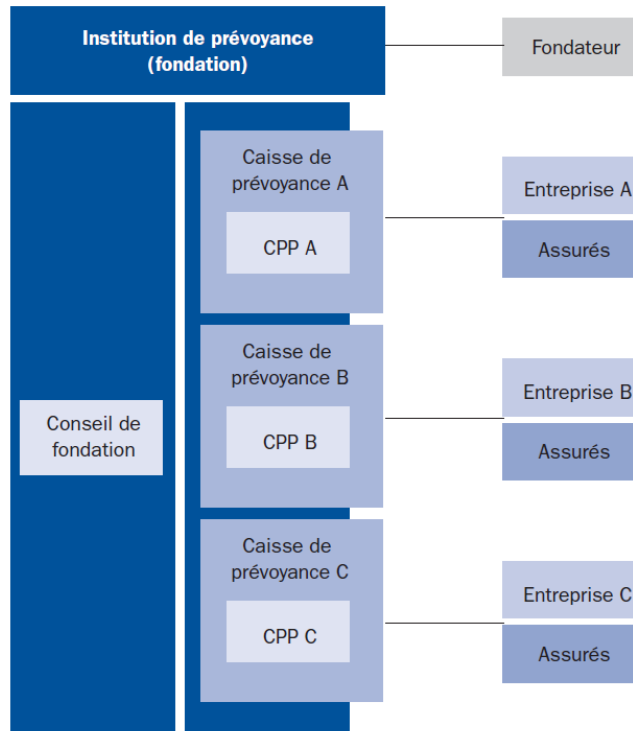 Institution de prévoyance
(fondation)
Fondateur
Caisse de
prévoyance A
CPP A
Entreprise A
Assurés
Caisse de
prévoyance B
CPP B
Entreprise B
Assurés
Conseil de
fondation
Caisse de
prévoyance C
CPP C
Entreprise C
Assurés